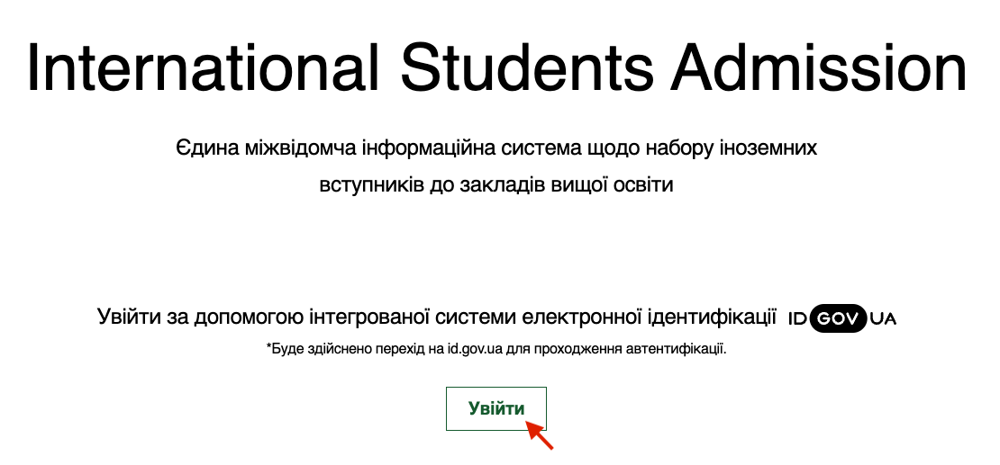 International Students Admission
Єдина міжвідомча інформаційна система щодо набору іноземних
вступників до закладів вищої освіти
Увійти за допомогою інтегрованої системи електронної ідентифікації ID GOV UA
*Буде здійснено перехід на id.gov.ua для проходження автентифікації.
Увійти